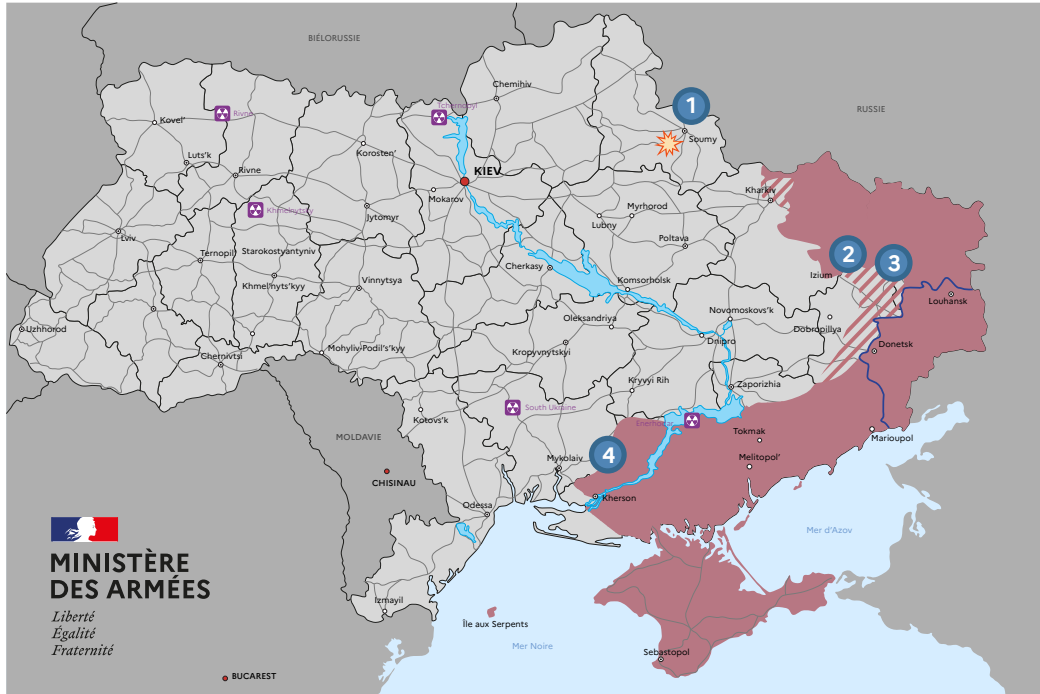 BIÉLORUSSIE
RUSSIE
Chemihiv
Tchernobyl
1
Soumy
Kovel'
Rivne
Korosten'
Luts'k
Rivne
KIEV
Kharkiv
Mokarov
Khmelnytsky
Jytomyr
Myrhorod
Lubny
Lviv
Poltava
Ternopil'
Starokostyantyniv
2
3
Cherkasy
Izium
Khmel'nyts'kyy
Vinnytsya
Komsorholsk
Louhansk
Novomoskovs'k
Oleksandriya
Uzhhorod
Dobropillya
Dnipro
Donetsk
Chernivtsi
Mohyliv-Podil's'kyy
Kropyvnytskyi
Kryvyi Rih
Zaporizhia
South Ukraine
Kotovs'k
Enerhodar
Tokmak
MOLDAVIE
Marioupol
4
Mykolaiv
Melitopol'
CHISINAU
Kherson
Odessa
Mer d'Azov
MINISTÈRE
DES ARMÉES
Liberté
Égalité
Fraternité
Izmayil
Île aux Serpents
Mer Noire
Sebastopol
BUCAREST